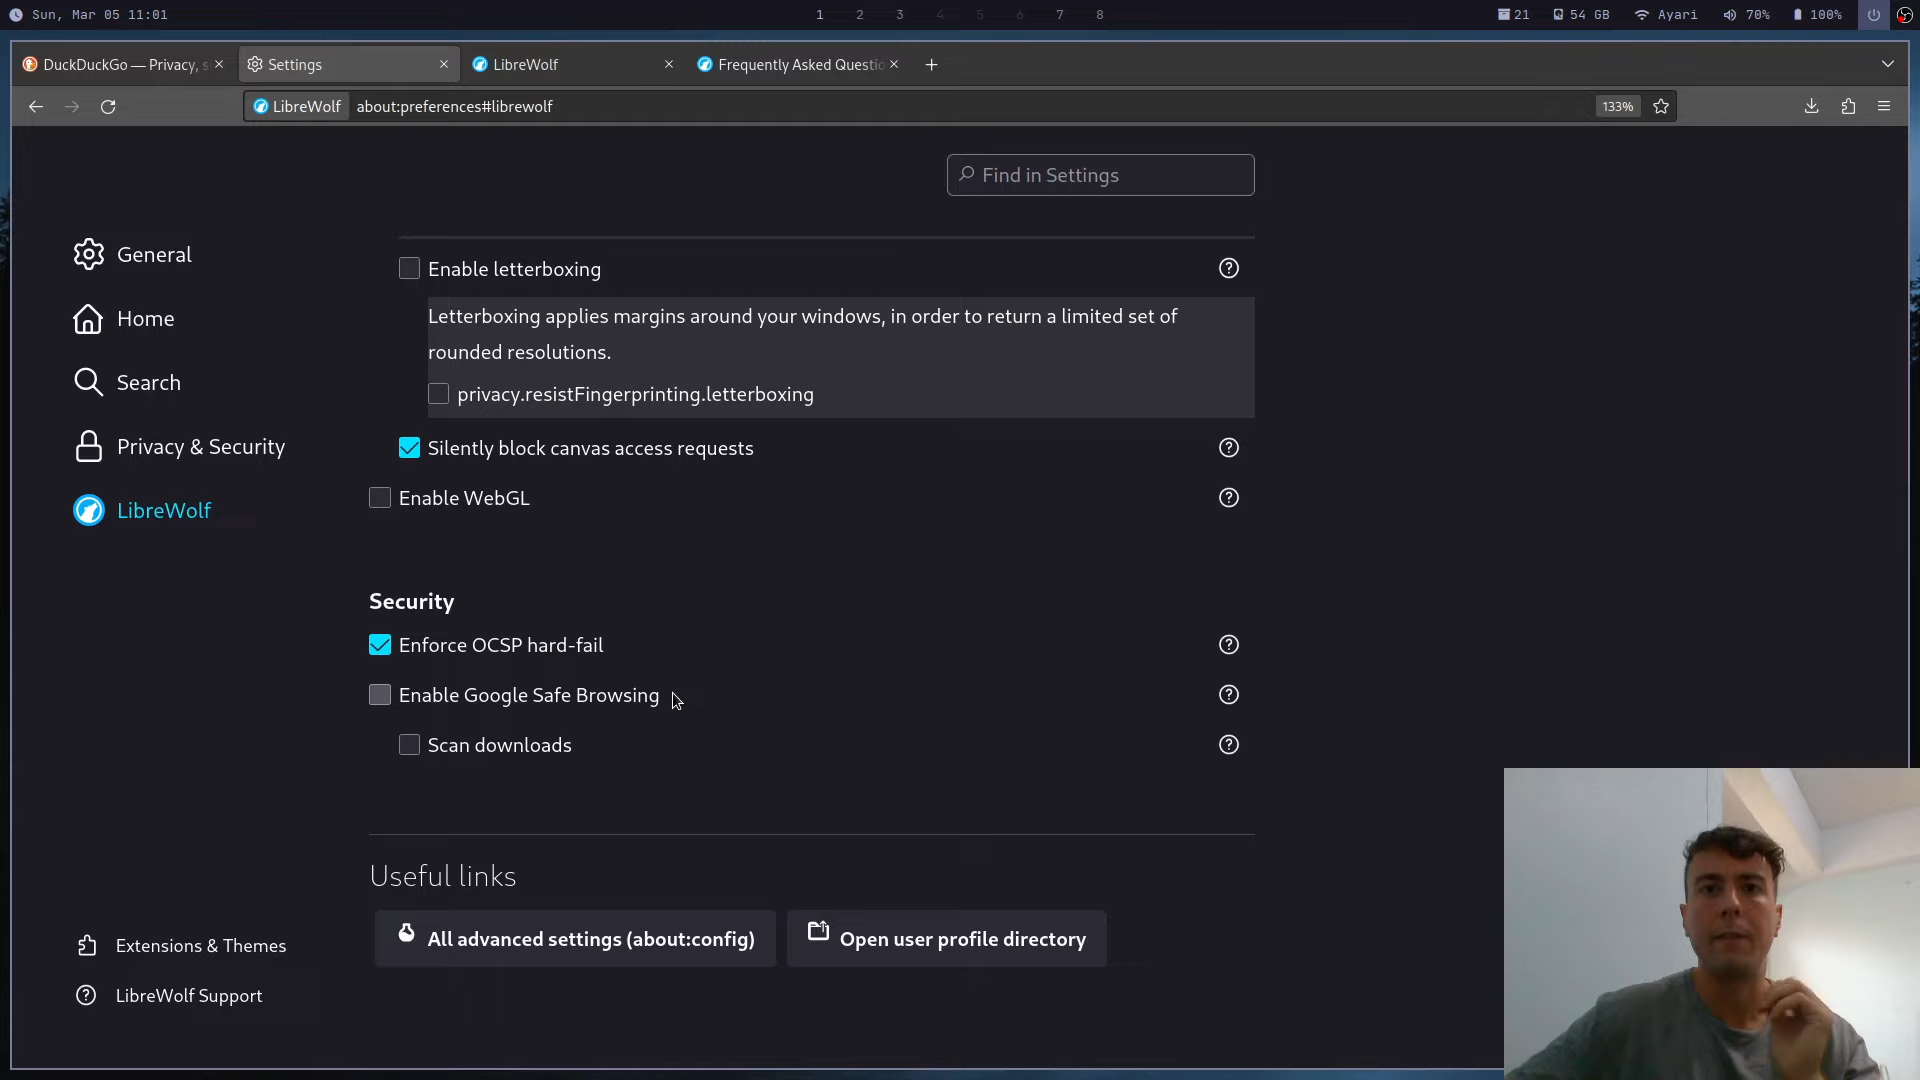 Sun, Mar 05 11:01
1 2 3 4 5 6 7 8
21 54 GB Ayari 70% 100%
DuckDuckGo — Privacy, s
Settings
LibreWolf
Frequently Asked Questio
LibreWolf about:preferences#librewolf 133%
Find in Settings
General
Home
Search
Privacy & Security
LibreWolf
Enable letterboxing
Letterboxing applies margins around your windows, in order to return a limited set of
rounded resolutions.
privacy.resistFingerprinting.letterboxing
Silently block canvas access requests
Enable WebGL
Security
Enforce OCSP hard-fail
Enable Google Safe Browsing
Scan downloads
Useful links
All advanced settings (about:config)
Open user profile directory
Extensions & Themes
LibreWolf Support